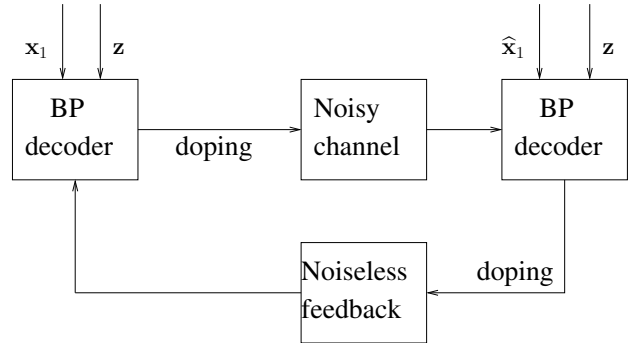 x₁ z
x̂₁ z
BP
decoder
doping
Noisy
channel
BP
decoder
Noiseless
feedback
doping